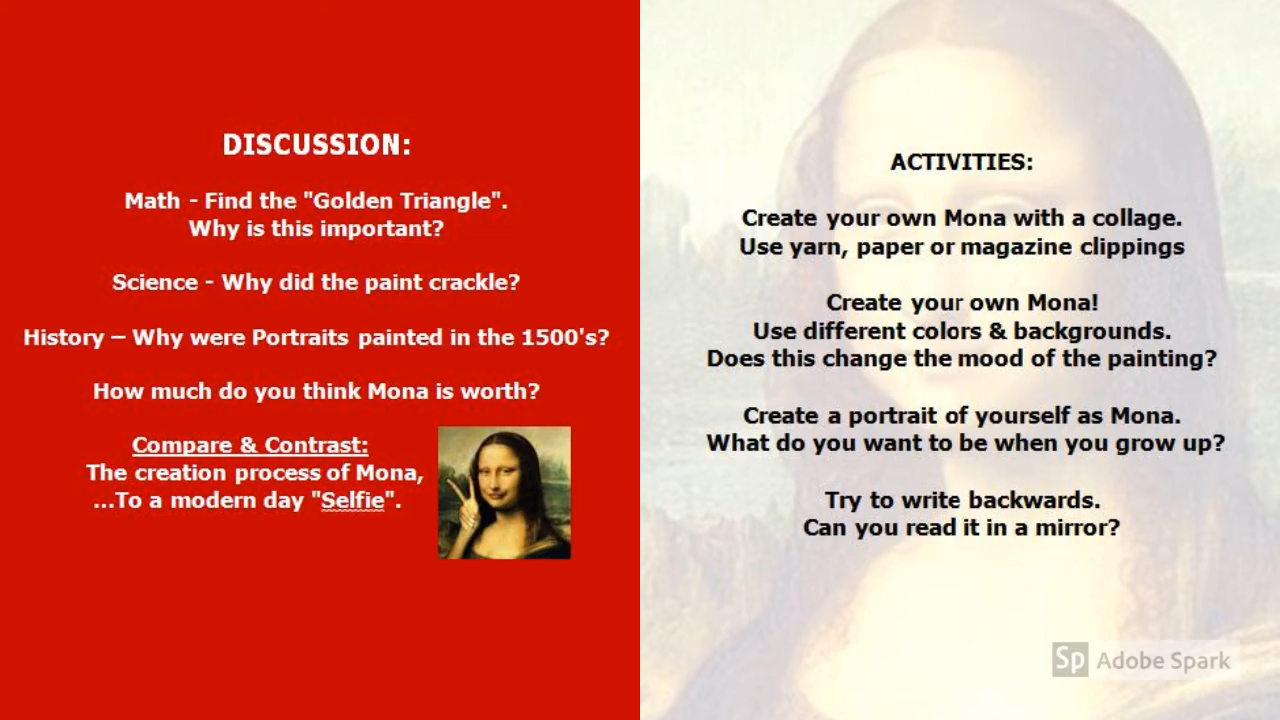 DISCUSSION:
Math - Find the "Golden Triangle".
Why is this important?
Science - Why did the paint crackle?
History – Why were Portraits painted in the 1500's?
How much do you think Mona is worth?
Compare & Contrast:
The creation process of Mona,
...To a modern day "Selfie".
ACTIVITIES:
Create your own Mona with a collage.
Use yarn, paper or magazine clippings
Create your own Mona!
Use different colors & backgrounds.
Does this change the mood of the painting?
Create a portrait of yourself as Mona.
What do you want to be when you grow up?
Try to write backwards.
Can you read it in a mirror?
Sp Adobe Spark